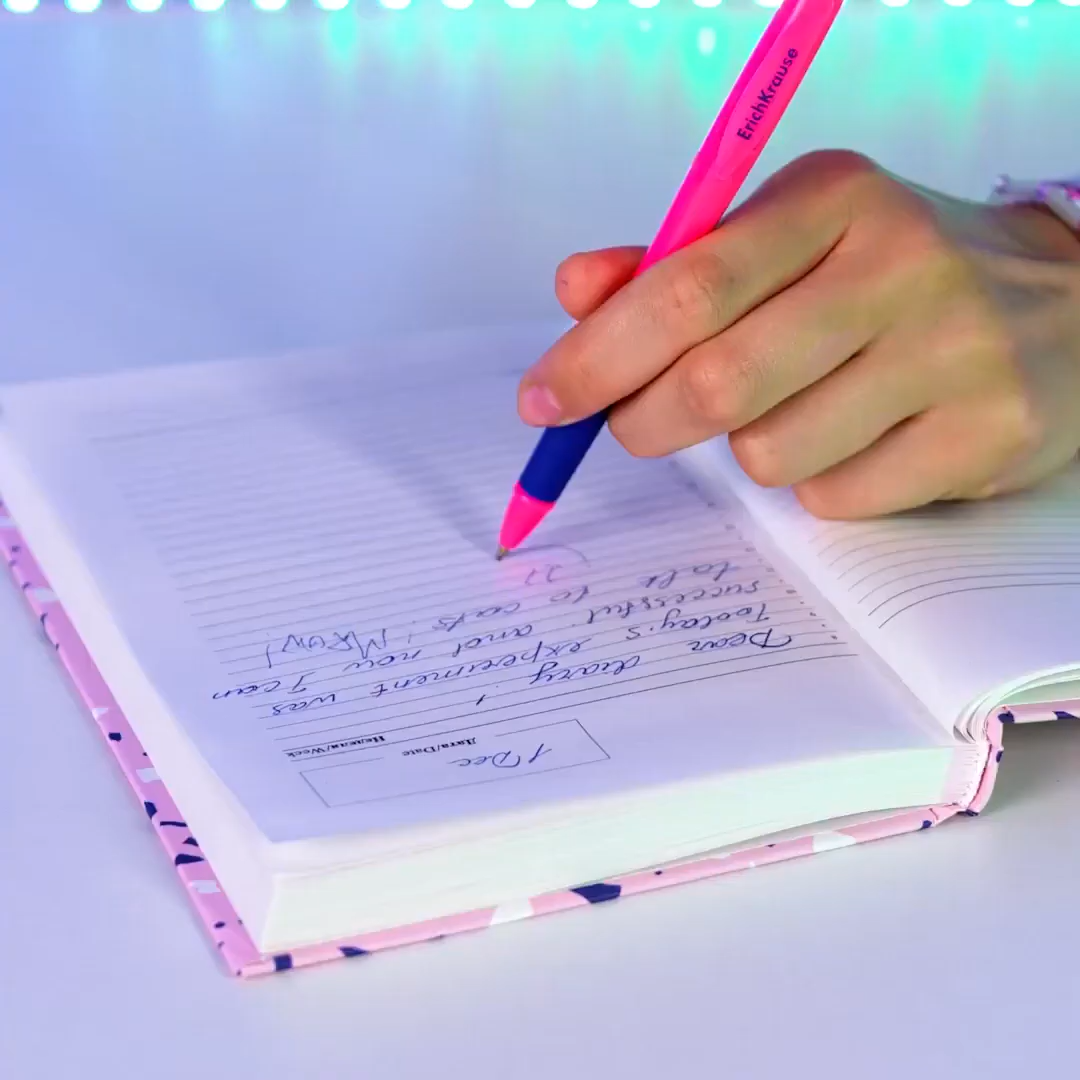 ErichKrause
1 Dec
Дата/Date
Неделя/Week
Dear diary!
Today's experiment was
successful. and now I can
talk to cats: Mrow!